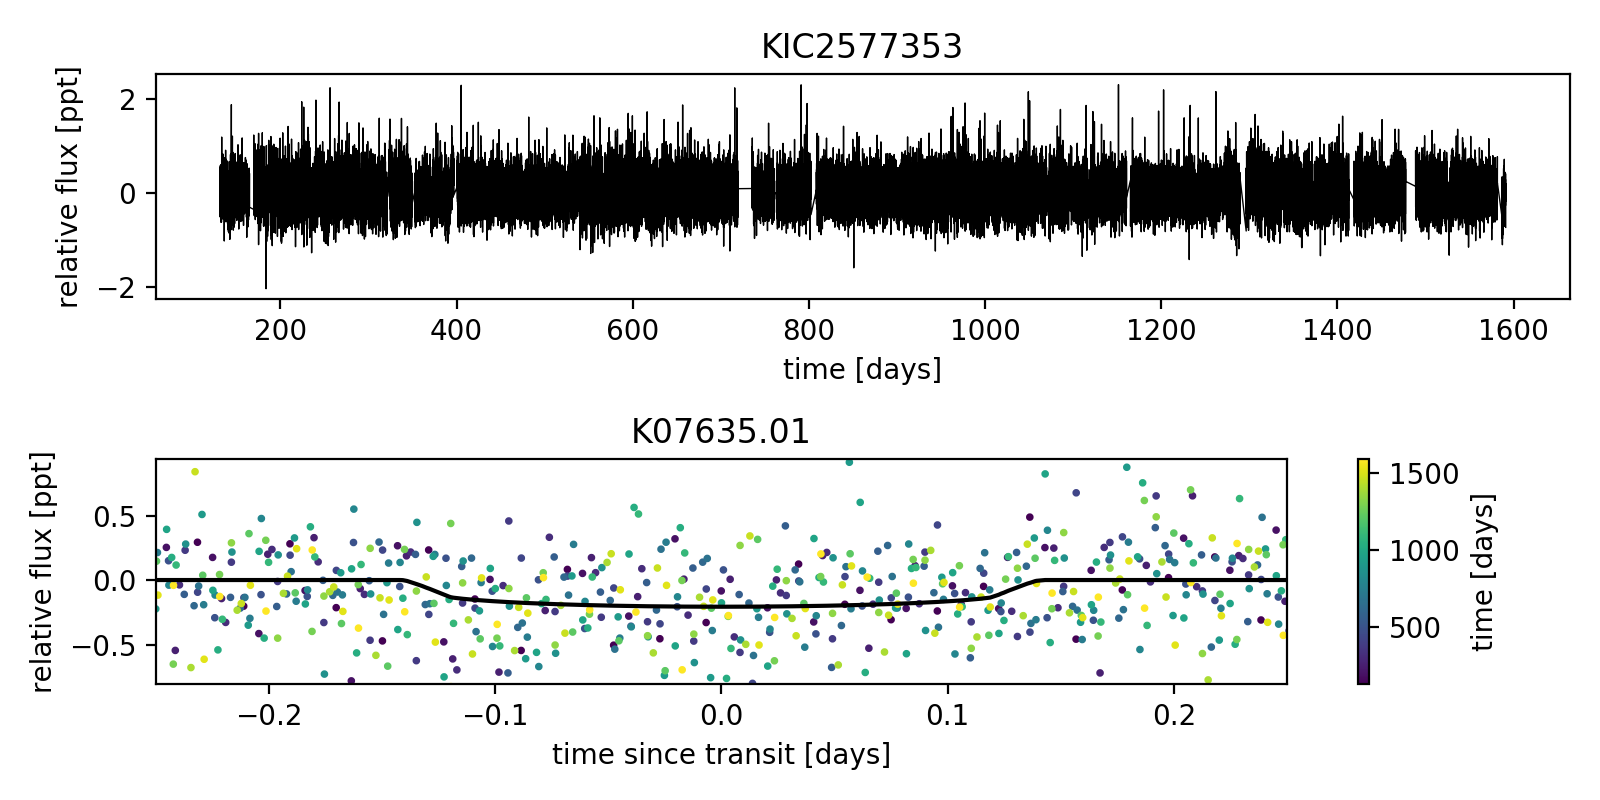 KIC2577353
relative flux [ppt]
2
0
−2
200 400 600 800 1000 1200 1400 1600
time [days]
K07635.01
relative flux [ppt]
0.5
0.0
−0.5
−0.2 −0.1 0.0 0.1 0.2
time since transit [days]
1500
1000
500
time [days]